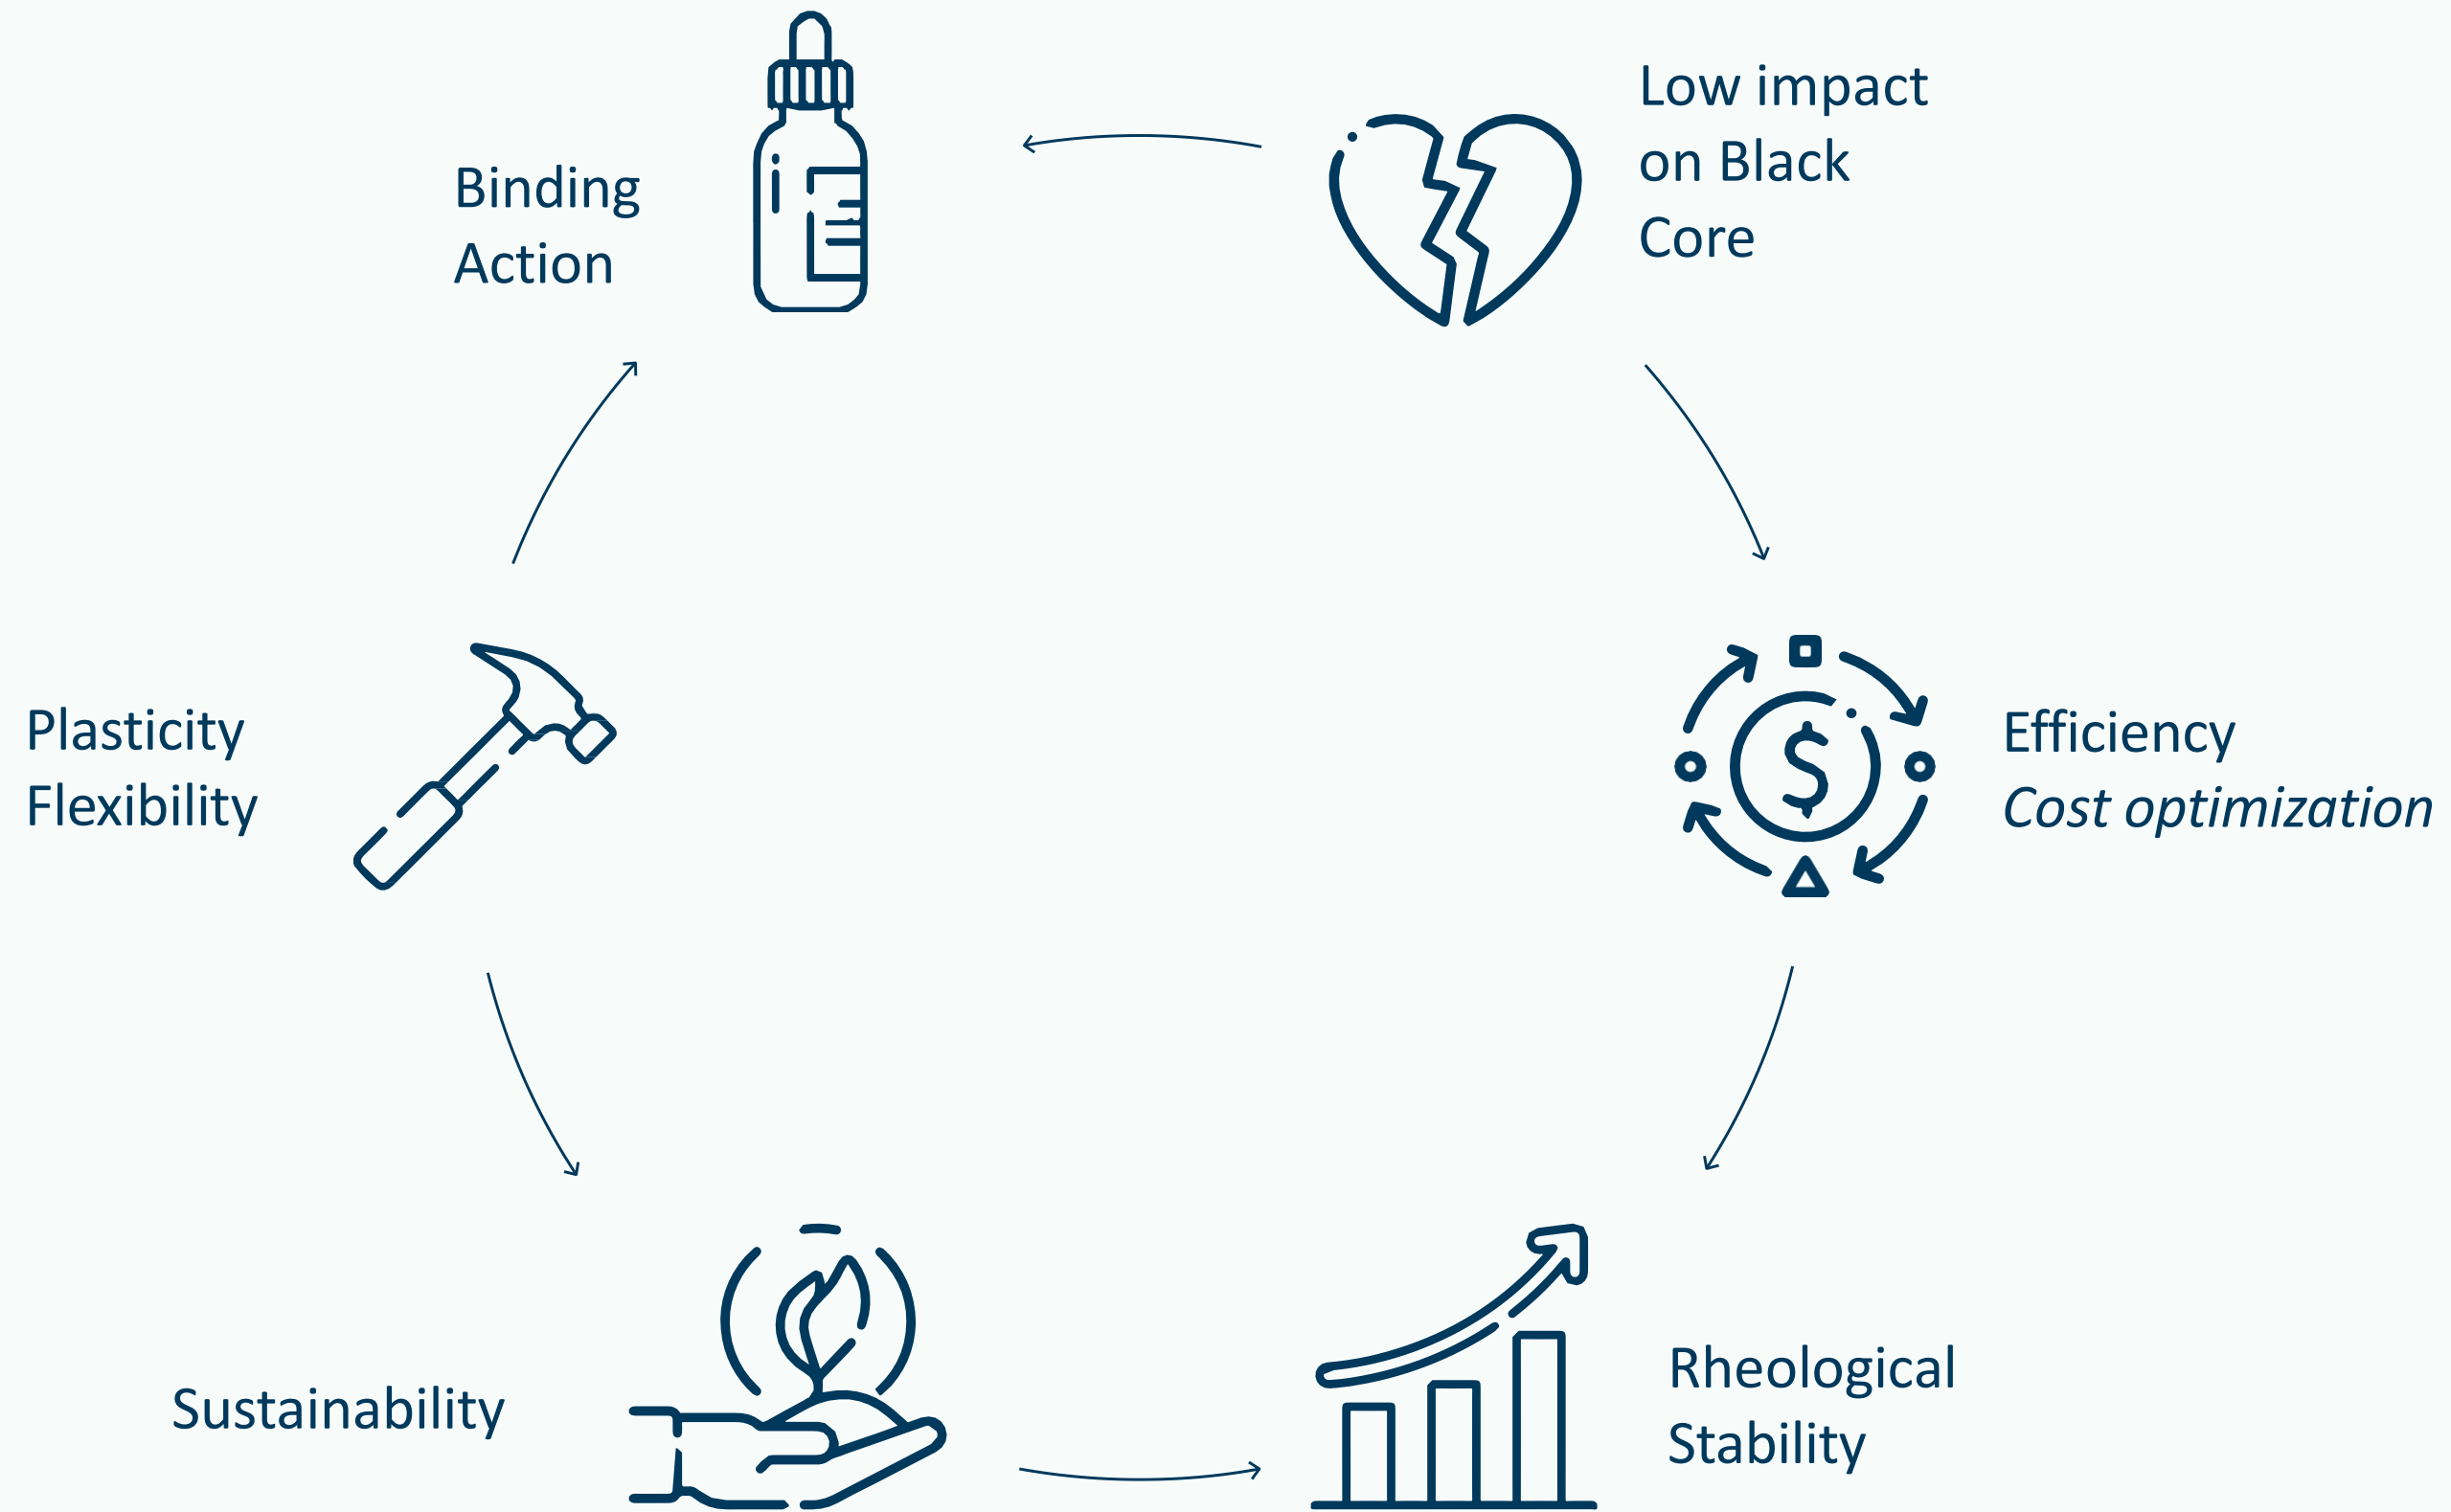 Low impact
on Black
Core
Binding
Action
Plasticity
Flexibility
Efficiency
Cost optimization
Sustainability
Rheological
Stability